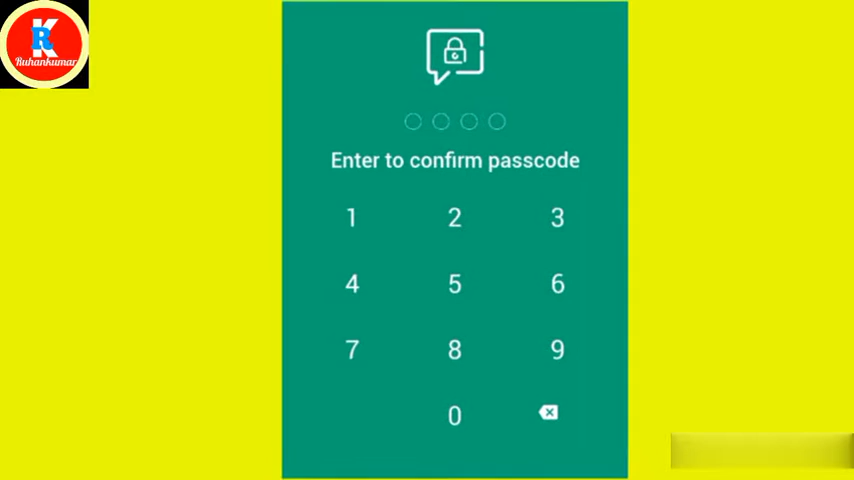 K
R
Ruhankumar
Enter to confirm passcode
1 2 3
4 5 6
7 8 9
0